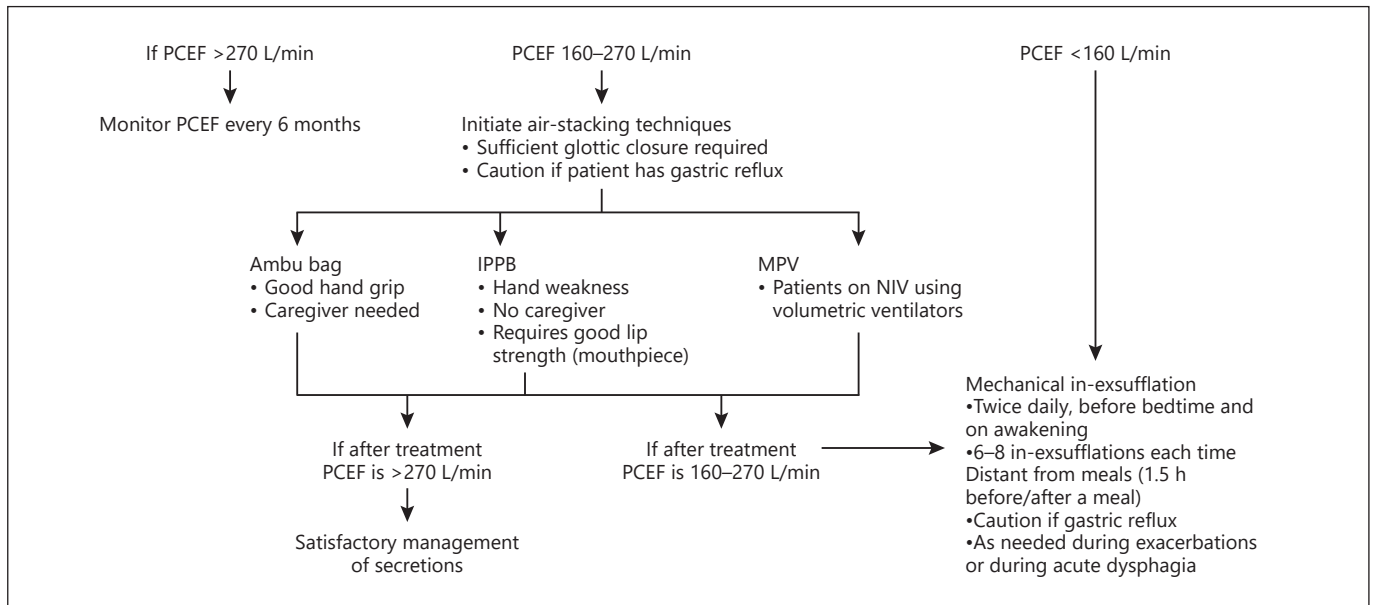 If PCEF >270 L/min
Monitor PCEF every 6 months
PCEF 160–270 L/min
Initiate air-stacking techniques
• Sufficient glottic closure required
• Caution if patient has gastric reflux
Ambu bag
• Good hand grip
• Caregiver needed
IPPB
• Hand weakness
• No caregiver
• Requires good lip
strength (mouthpiece)
MPV
• Patients on NIV using
volumetric ventilators
If after treatment
PCEF is >270 L/min
Satisfactory management
of secretions
If after treatment
PCEF is 160–270 L/min
PCEF <160 L/min
Mechanical in-exsufflation
•Twice daily, before bedtime and
on awakening
•6–8 in-exsufflations each time
Distant from meals (1.5 h
before/after a meal)
•Caution if gastric reflux
•As needed during exacerbations
or during acute dysphagia